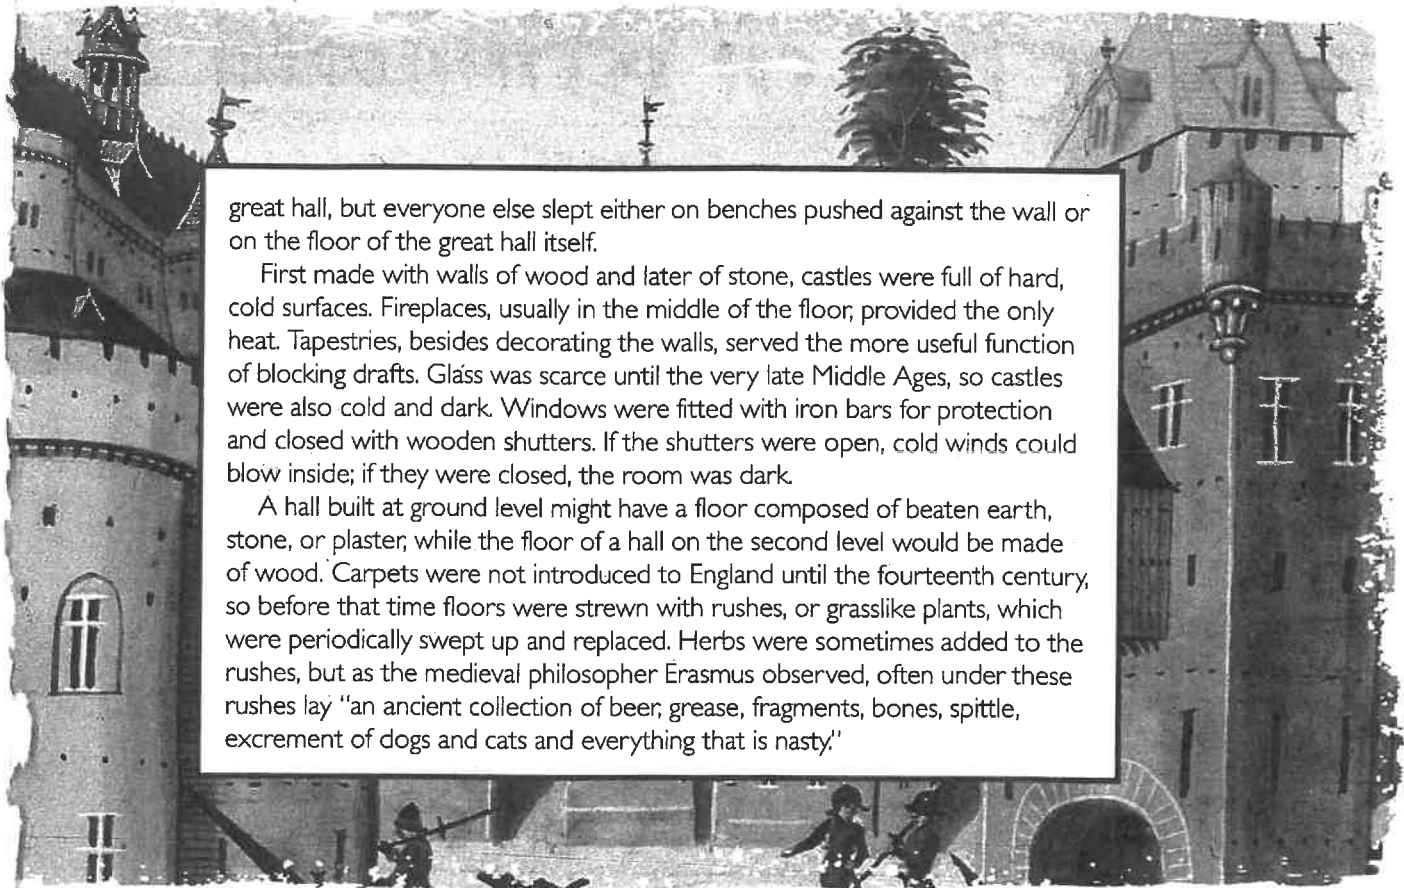 great hall, but everyone else slept either on benches pushed against the wall or
on the floor of the great hall itself.
First made with walls of wood and later of stone, castles were full of hard,
cold surfaces. Fireplaces, usually in the middle of the floor, provided the only
heat. Tapestries, besides decorating the walls, served the more useful function
of blocking drafts. Glass was scarce until the very late Middle Ages, so castles
were also cold and dark. Windows were fitted with iron bars for protection
and closed with wooden shutters. If the shutters were open, cold winds could
blow inside; if they were closed, the room was dark.
A hall built at ground level might have a floor composed of beaten earth,
stone, or plaster, while the floor of a hall on the second level would be made
of wood. Carpets were not introduced to England until the fourteenth century,
so before that time floors were strewn with rushes, or grasslike plants, which
were periodically swept up and replaced. Herbs were sometimes added to the
rushes, but as the medieval philosopher Erasmus observed, often under these
rushes lay "an ancient collection of beer, grease, fragments, bones, spittle,
excrement of dogs and cats and everything that is nasty."